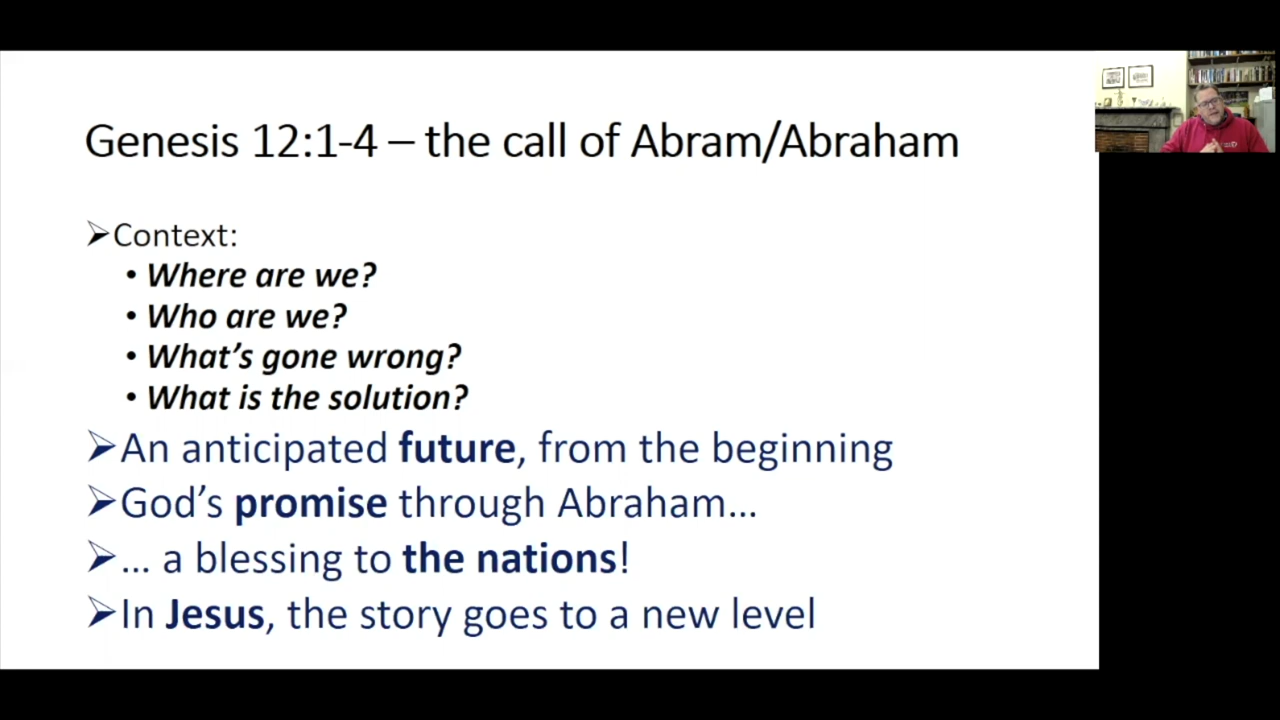 Genesis 12:1-4 – the call of Abram/Abraham
➢Context:
• Where are we?
• Who are we?
• What's gone wrong?
• What is the solution?
➢An anticipated future, from the beginning
➢God's promise through Abraham…
➢… a blessing to the nations!
➢In Jesus, the story goes to a new level